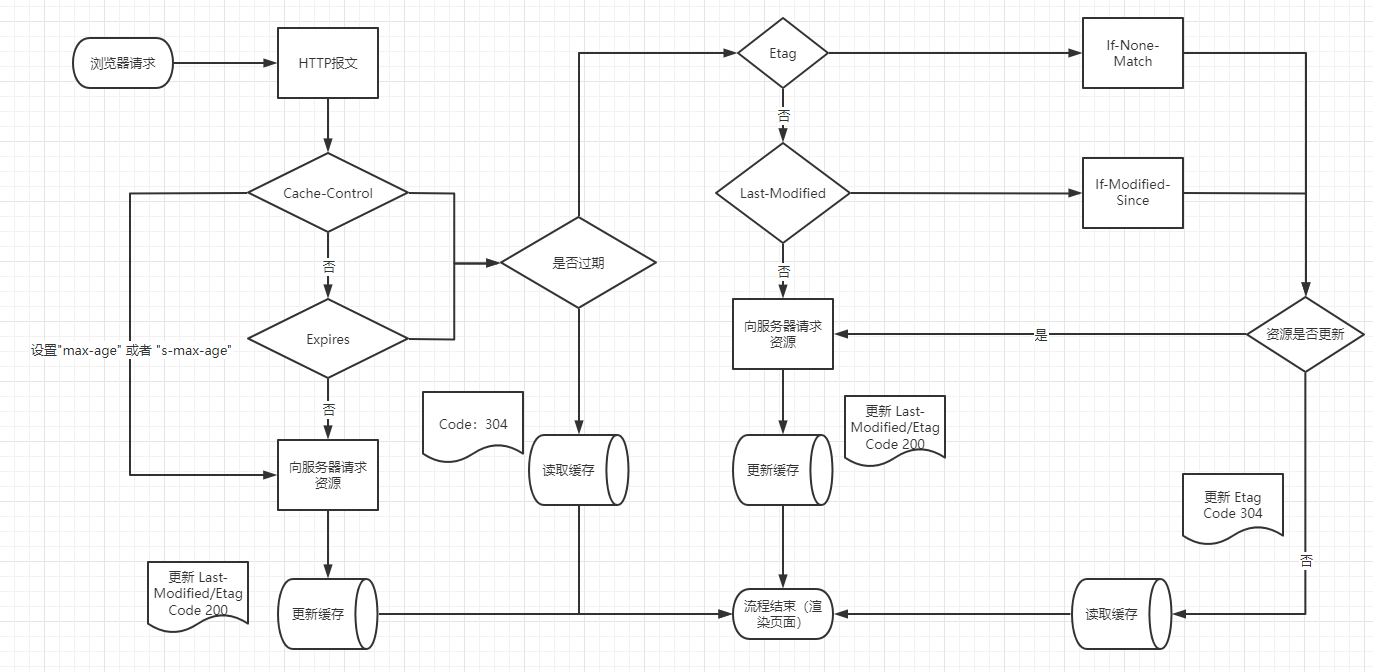 浏览器请求
HTTP报文
Cache-Control
否
Expires
设置"max-age" 或者 "s-max-age"
否
向服务器请求
资源
更新 Last-
Modified/Etag
Code 200
更新缓存
是否过期
Code：304
读取缓存
Etag
否
Last-Modified
否
向服务器请求
资源
更新 Last-
Modified/Etag
Code 200
更新缓存
流程结束（渲
染页面）
If-None-
Match
If-Modified-
Since
资源是否更新
是
更新 Etag
Code 304
否
读取缓存